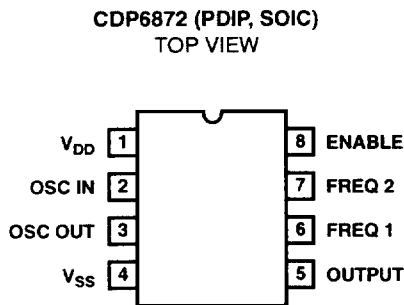 CDP6872 (PDIP, SOIC)
TOP VIEW
VDD 1 8 ENABLE
OSC IN 2 7 FREQ 2
OSC OUT 3 6 FREQ 1
VSS 4 5 OUTPUT